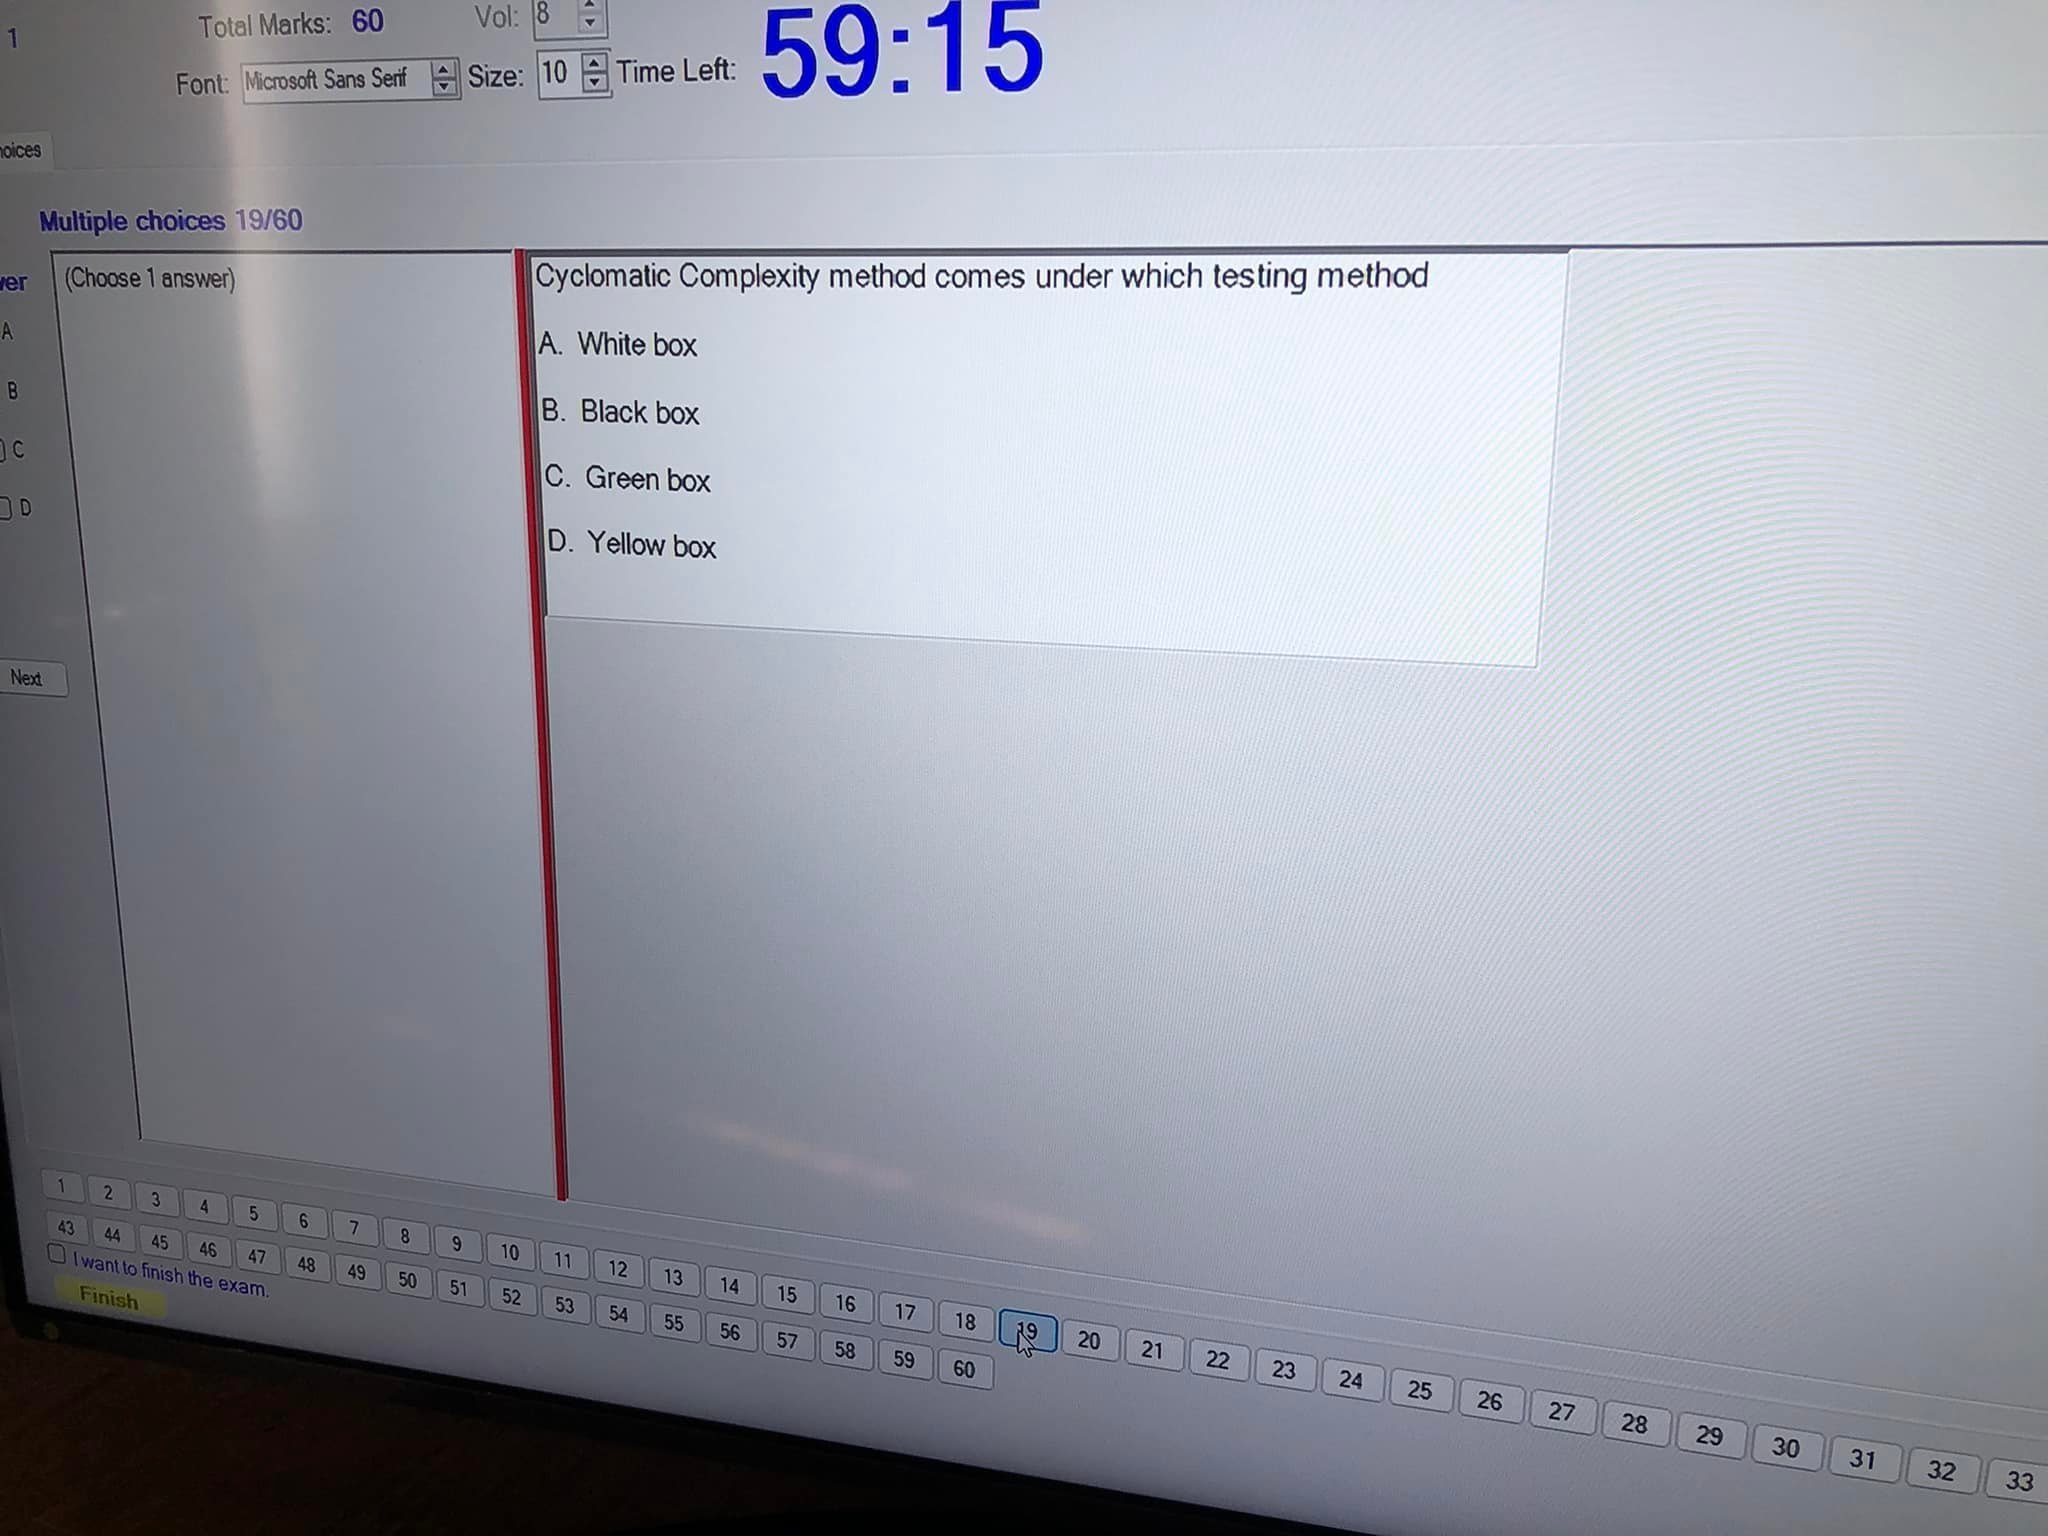 1
Total Marks: 60 Vol: 8
Font: Microsoft Sans Serif Size: 10 Time Left: 59:15
oices
Multiple choices 19/60
er
(Choose 1 answer)
A
B
C
D
Next
Cyclomatic Complexity method comes under which testing method
A. White box
B. Black box
C. Green box
D. Yellow box
1 2 3 4 5 6 7 8 9 10 11 12 13 14 15 16 17 18 19 20 21 22 23 24 25 26 27 28 29 30 31 32 33
43 44 45 46 47 48 49 50 51 52 53 54 55 56 57 58 59 60
I want to finish the exam.
Finish